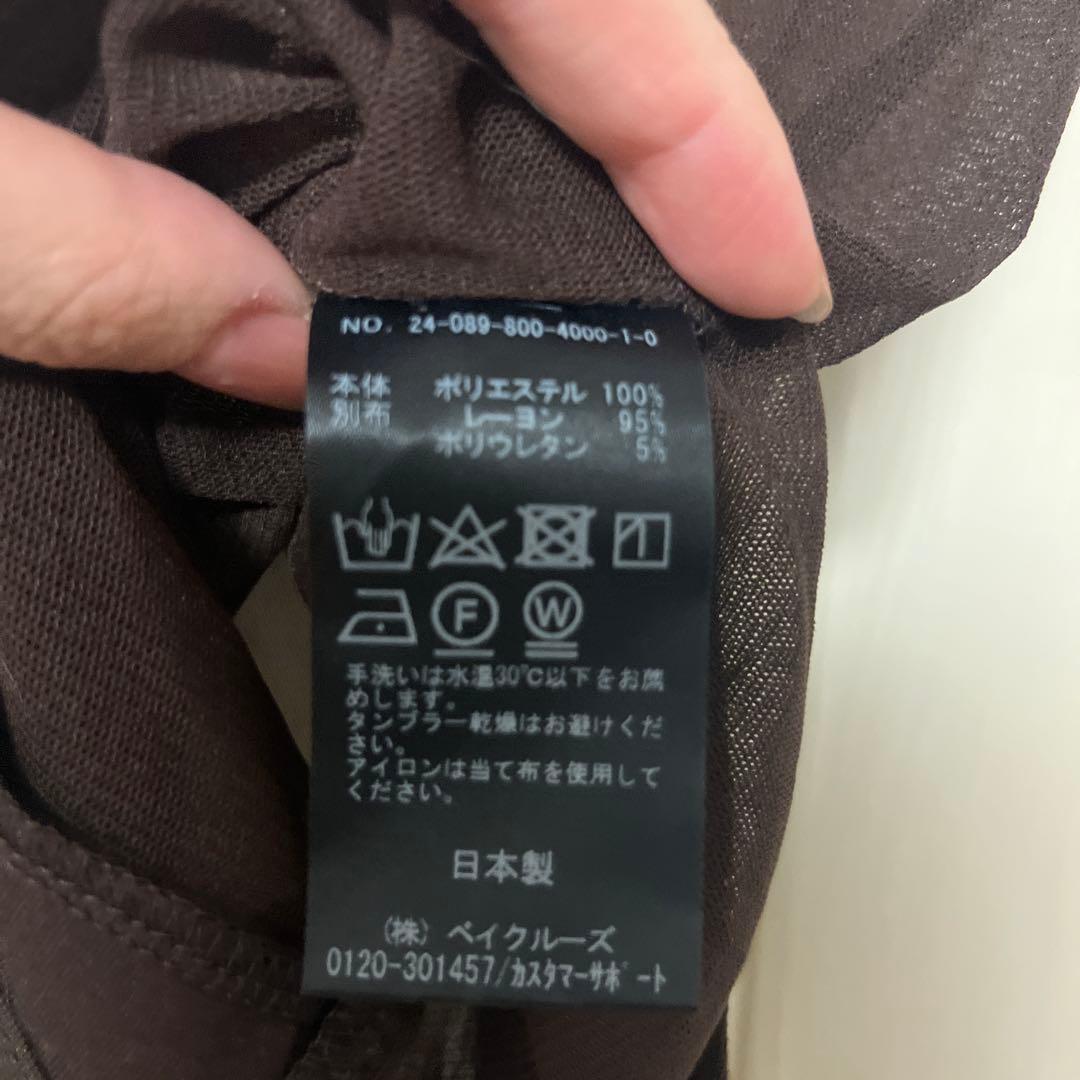 NO. 24-089-800-4000-1-0
本体 ポリエステル 100%
別布 レーヨン 95%
ポリウレタン 5%
F W
手洗いは水温30℃以下をお薦
めします。
タンブラー乾燥はお避けくだ
さい。
アイロンは当て布を使用して
ください。
日本製
(株) ベイクルーズ
0120-301457/カスタマーサポート